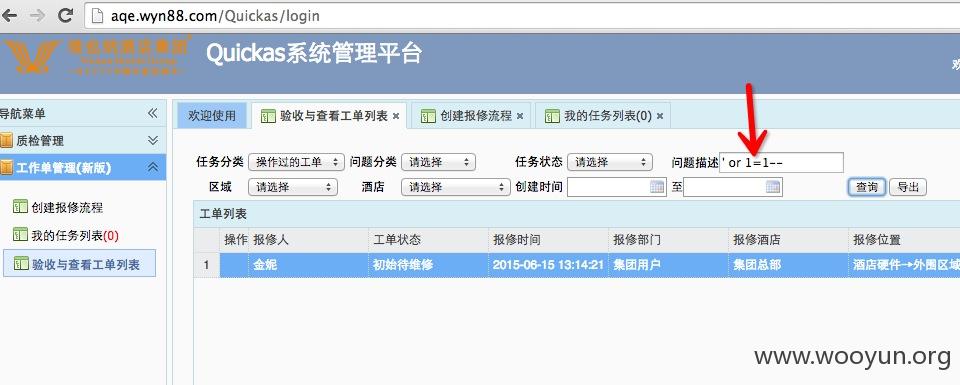 aqe.wyn88.com/Quickas/login
Quickas系统管理平台
欢
导航菜单
质检管理
工作单管理(新版)
创建报修流程
我的任务列表(0)
验收与查看工单列表
欢迎使用 验收与查看工单列表 创建报修流程 我的任务列表(0)
任务分类 操作过的工单 问题分类 请选择 任务状态 请选择 问题描述 ' or 1=1--
区域 请选择 酒店 请选择 创建时间 至 查询 导出
工单列表
操作 报修人 工单状态 报修时间 报修部门 报修酒店 报修位置
1 金妮 初始待维修 2015-06-15 13:14:21 集团用户 集团总部 酒店硬件→外围区域
www.wooyun.org